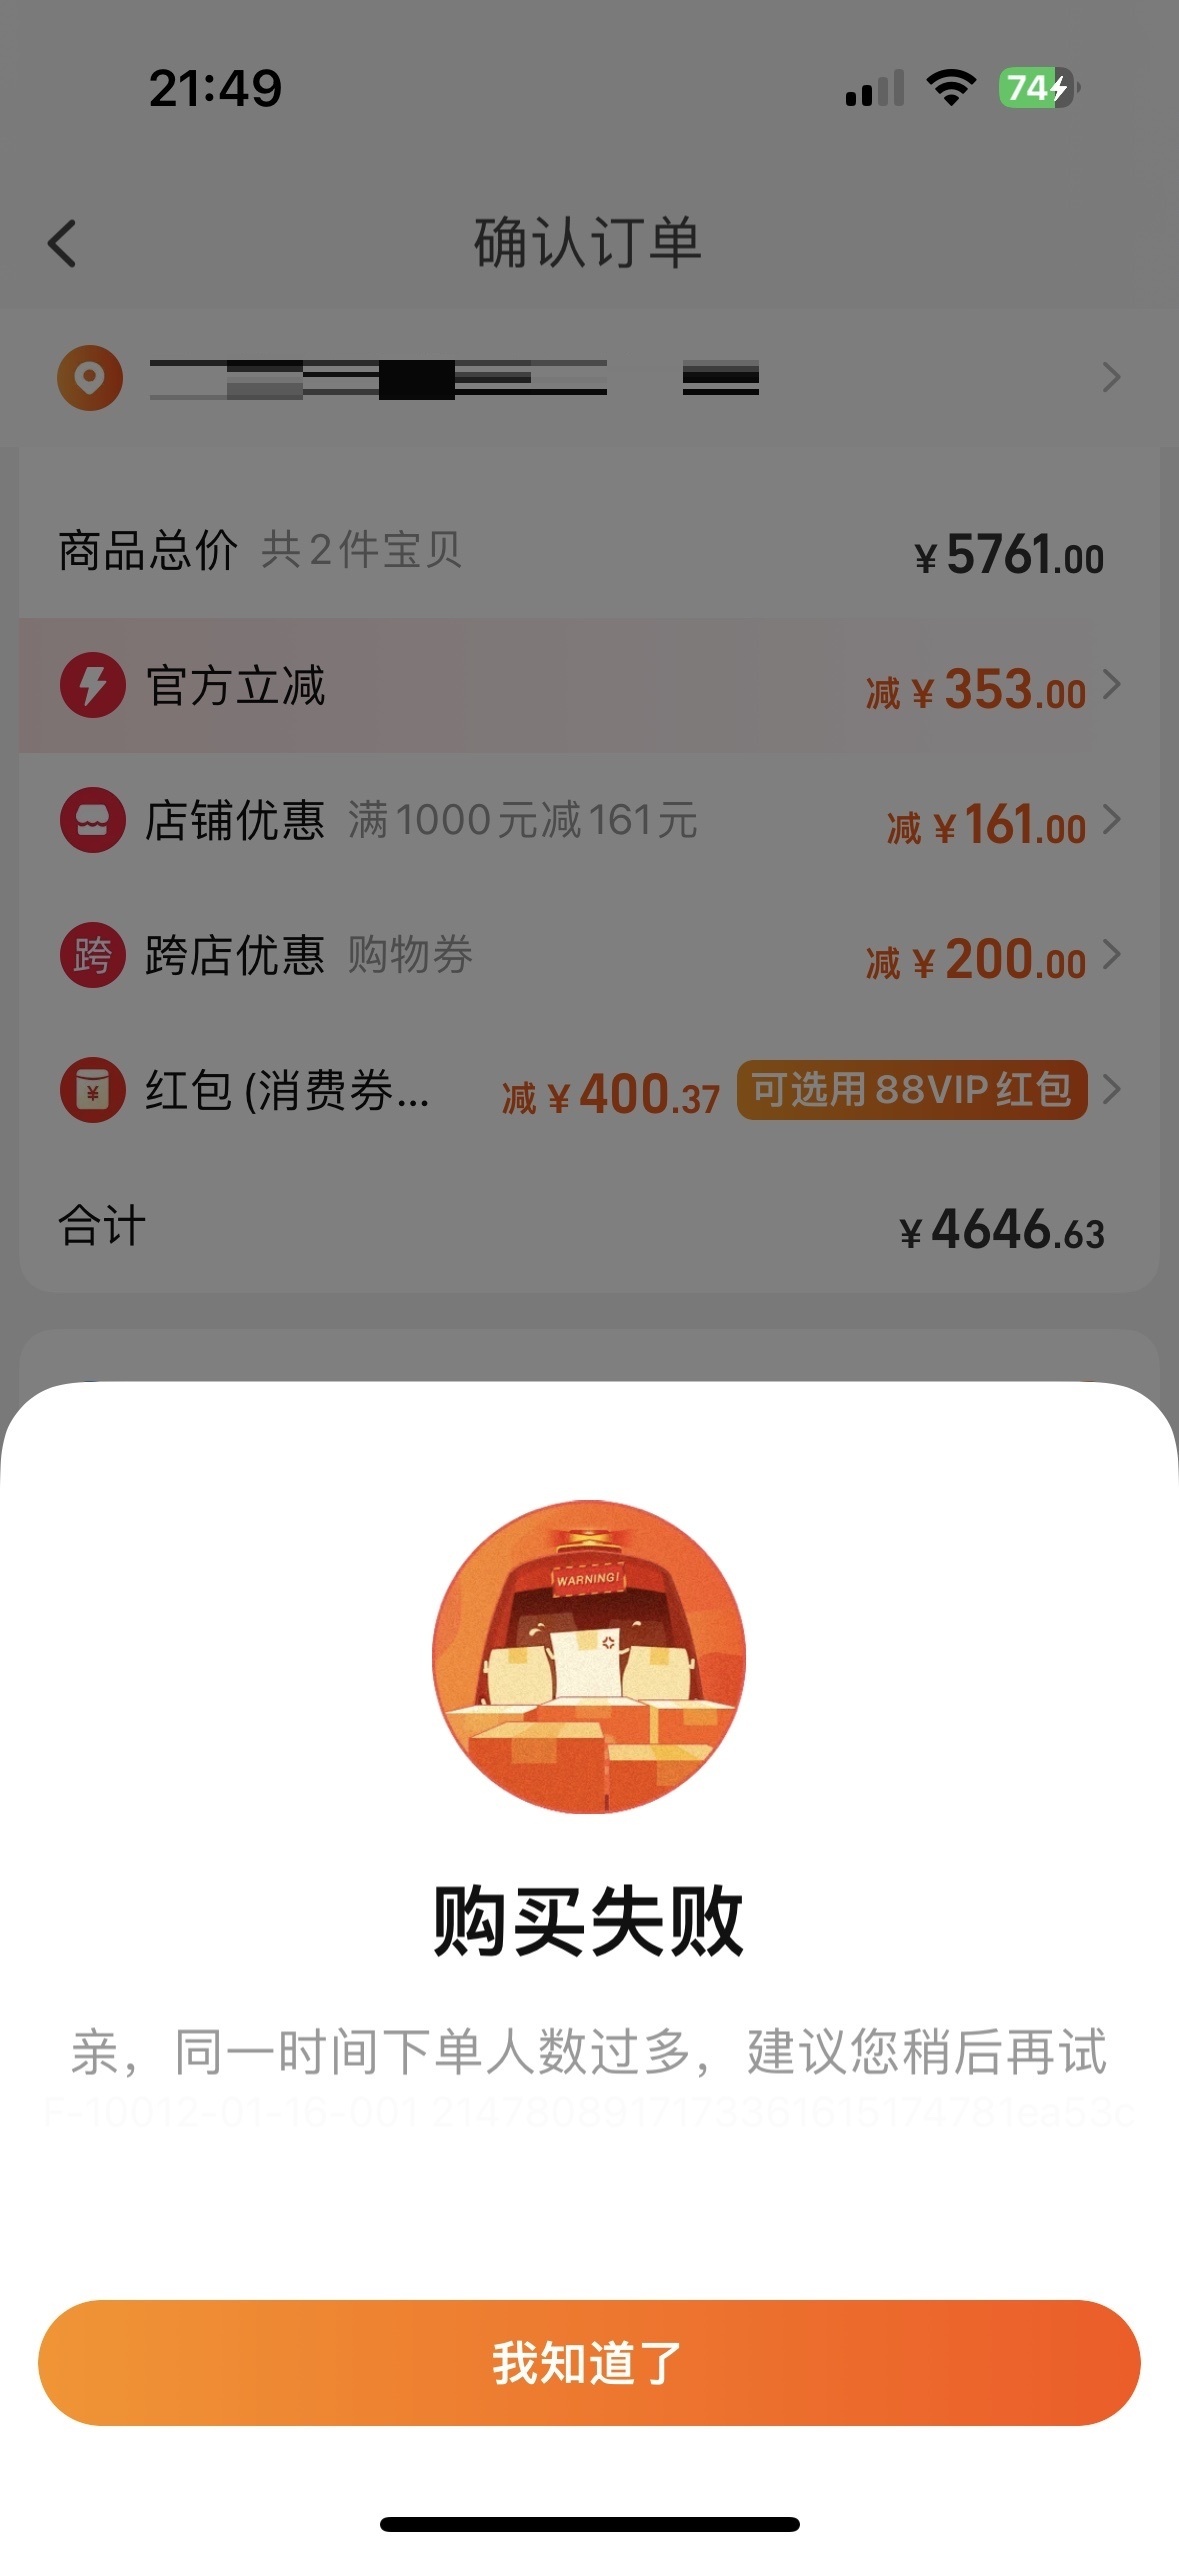 21:49
74
确认订单
商品总价 共2件宝贝 ¥5761.00
官方立减 减¥353.00
店铺优惠 满1000元减161元 减¥161.00
跨 跨店优惠 购物券 减¥200.00
¥ 红包(消费券... 减¥400.37 可选用88VIP红包
合计 ¥4646.63
WARNING!
购买失败
亲，同一时间下单人数过多，建议您稍后再试
我知道了